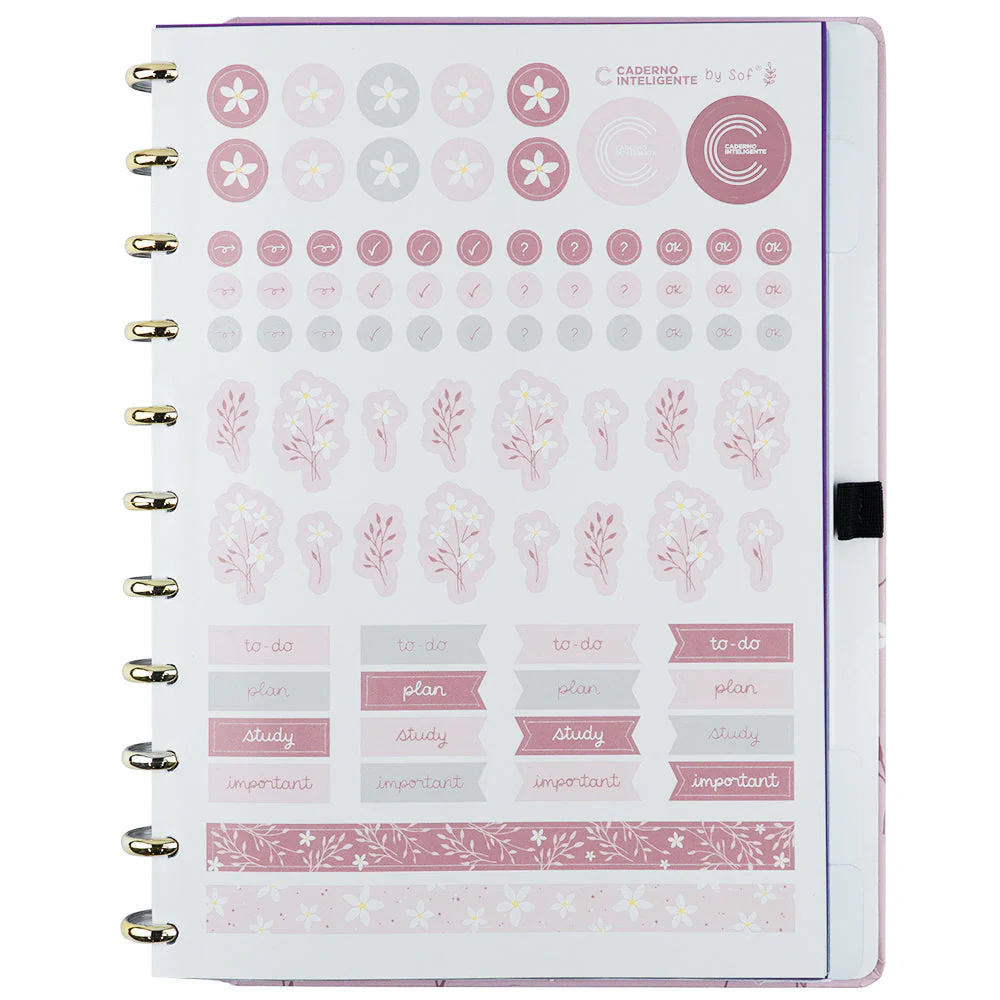 C CADERNO INTELIGENTE by Sof®
C CADERNO INTELIGENTE
C CADERNO INTELIGENTE
✓ ✓ ✓ ? ? ? OK OK OK
✓ ✓ ✓ ? ? ? OK OK OK
✓ ✓ ✓ ? ? ? OK OK OK
to-do to-do to-do to-do
plan plan plan plan
study study study study
important important important important